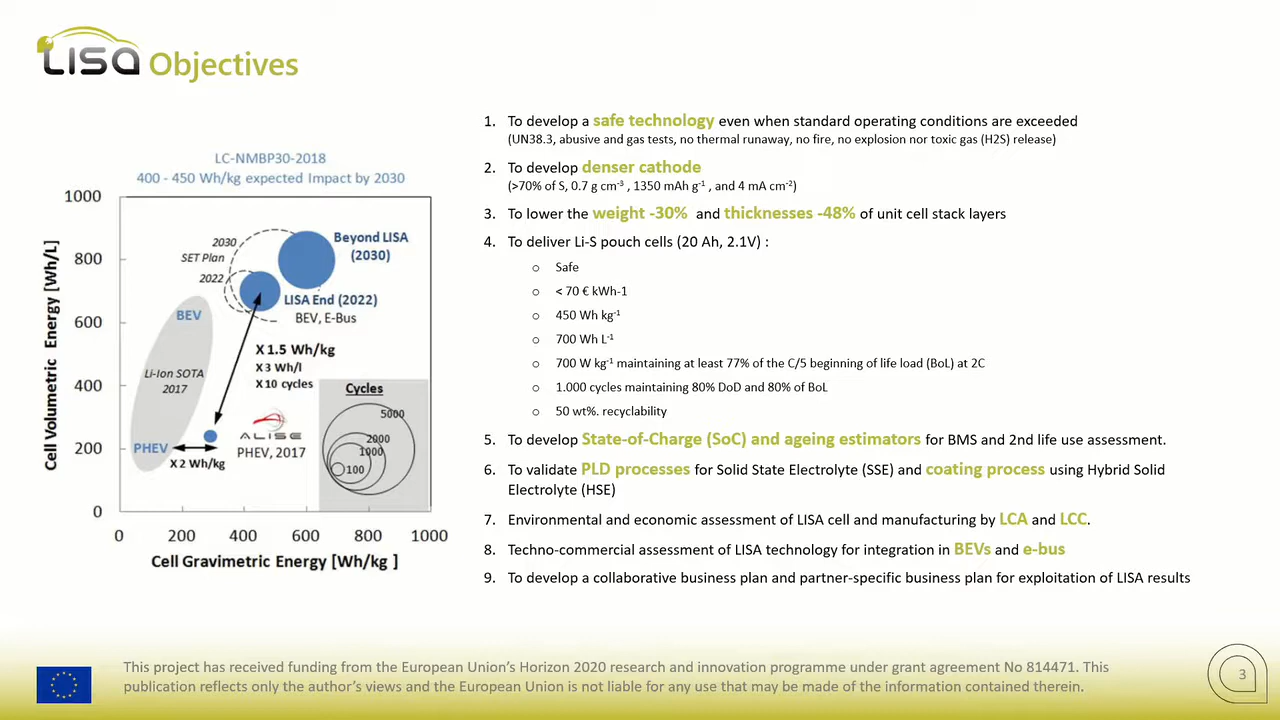 LISA Objectives
LC-NMBP30-2018
400 - 450 Wh/kg expected Impact by 2030
1000
800
600
400
200
0
0 200 400 600 800 1000
Cell Volumetric Energy [Wh/L]
Cell Gravimetric Energy [Wh/kg ]
2030
SET Plan
2022
Beyond LISA
(2030)
LISA End (2022)
BEV, E-Bus
BEV
Li-Ion SOTA
2017
PHEV
X 1.5 Wh/kg
X 3 Wh/l
X 10 cycles
X 2 Wh/kg
ALISE
PHEV, 2017
Cycles
5000
2000
1000
100
1. To develop a safe technology even when standard operating conditions are exceeded
(UN38.3, abusive and gas tests, no thermal runaway, no fire, no explosion nor toxic gas (H2S) release)
2. To develop denser cathode
(>70% of S, 0.7 g cm⁻³ , 1350 mAh g⁻¹ , and 4 mA cm⁻²)
3. To lower the weight -30% and thicknesses -48% of unit cell stack layers
4. To deliver Li-S pouch cells (20 Ah, 2.1V) :
o Safe
o < 70 € kWh-1
o 450 Wh kg⁻¹
o 700 Wh L⁻¹
o 700 W kg⁻¹ maintaining at least 77% of the C/5 beginning of life load (BoL) at 2C
o 1.000 cycles maintaining 80% DoD and 80% of BoL
o 50 wt%. recyclability
5. To develop State-of-Charge (SoC) and ageing estimators for BMS and 2nd life use assessment.
6. To validate PLD processes for Solid State Electrolyte (SSE) and coating process using Hybrid Solid
Electrolyte (HSE)
7. Environmental and economic assessment of LISA cell and manufacturing by LCA and LCC.
8. Techno-commercial assessment of LISA technology for integration in BEVs and e-bus
9. To develop a collaborative business plan and partner-specific business plan for exploitation of LISA results
This project has received funding from the European Union's Horizon 2020 research and innovation programme under grant agreement No 814471. This
publication reflects only the author's views and the European Union is not liable for any use that may be made of the information contained therein.
3